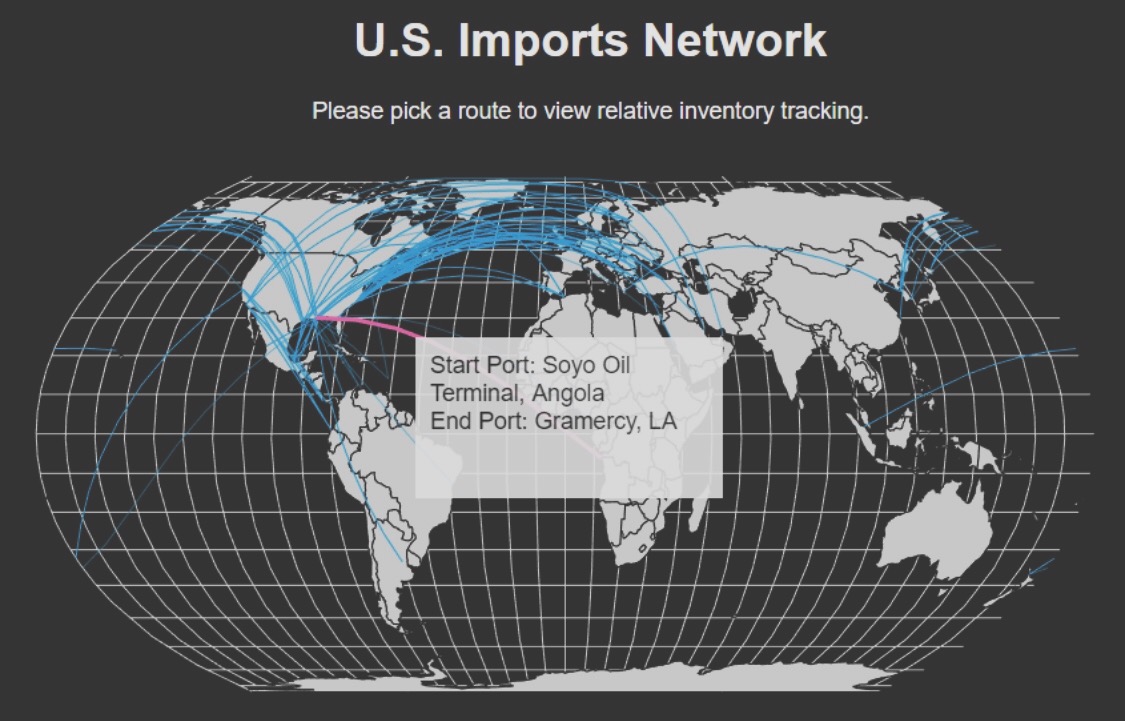 U.S. Imports Network
Please pick a route to view relative inventory tracking.
Start Port: Soyo Oil
Terminal, Angola
End Port: Gramercy, LA